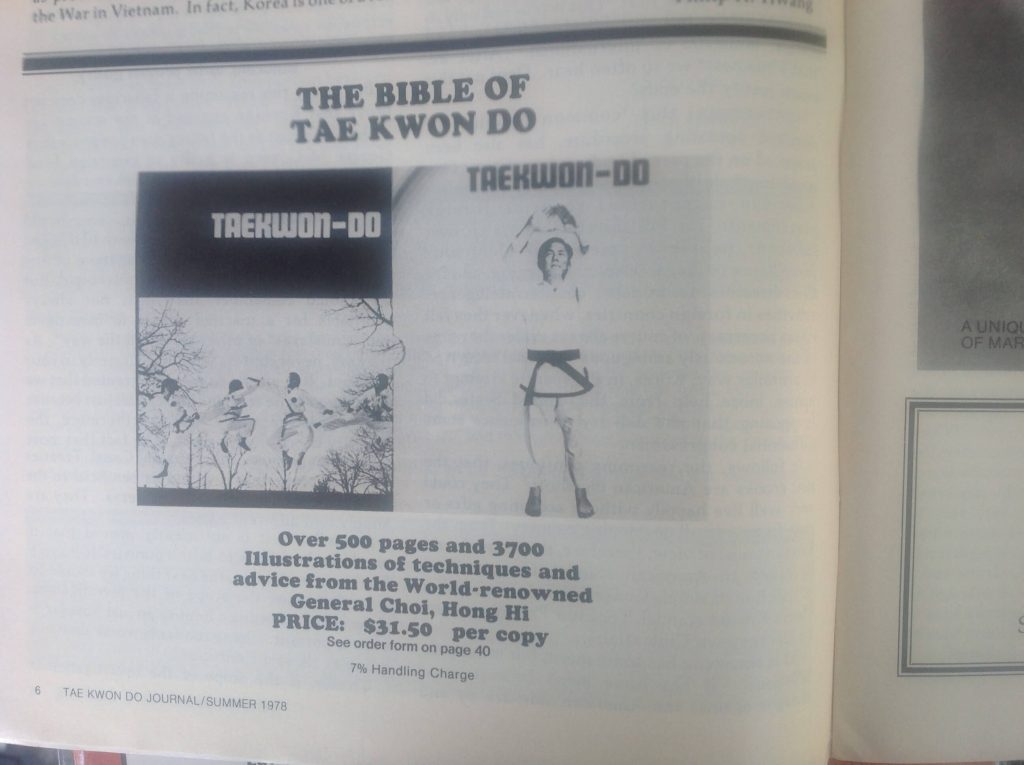 the War in Vietnam. In fact, Korea is one of
Hwang
THE BIBLE OF
TAE KWON DO
TAEKWON-DO
TAEKWON-DO
Over 500 pages and 3700
Illustrations of techniques and
advice from the World-renowned
General Choi, Hong Hi
PRICE: $31.50 per copy
See order form on page 40
7% Handling Charge
6 TAE KWON DO JOURNAL/SUMMER 1978
A
OF